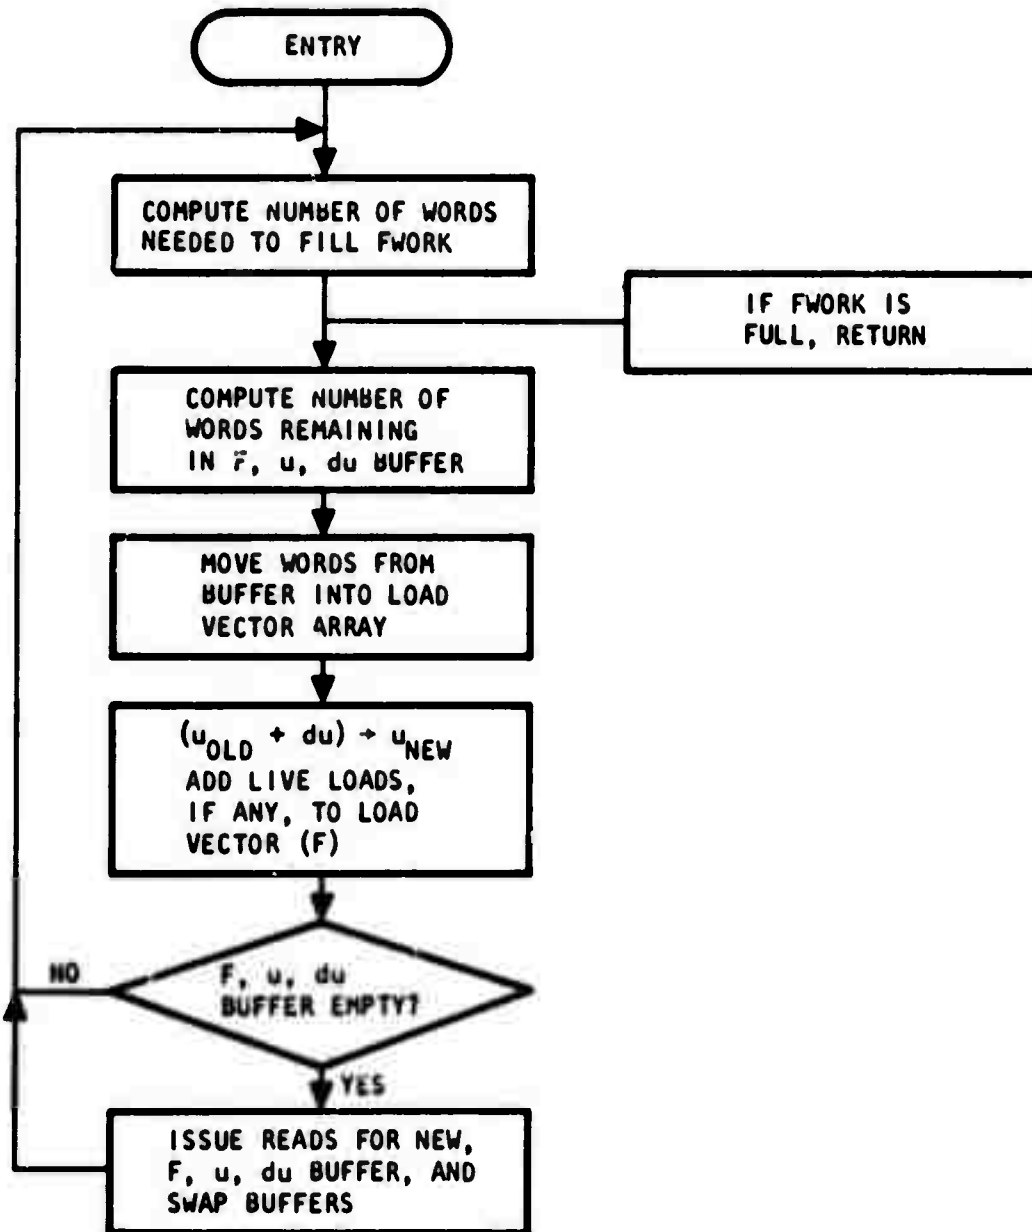 ENTRY
COMPUTE NUMBER OF WORDS
NEEDED TO FILL FWORK
IF FWORK IS
FULL, RETURN
COMPUTE NUMBER OF
WORDS REMAINING
IN F, u, du BUFFER
MOVE WORDS FROM
BUFFER INTO LOAD
VECTOR ARRAY
(u_OLD + du) → u_NEW
ADD LIVE LOADS,
IF ANY, TO LOAD
VECTOR (F)
NO
F, u, du
BUFFER EMPTY?
YES
ISSUE READS FOR NEW,
F, u, du BUFFER, AND
SWAP BUFFERS